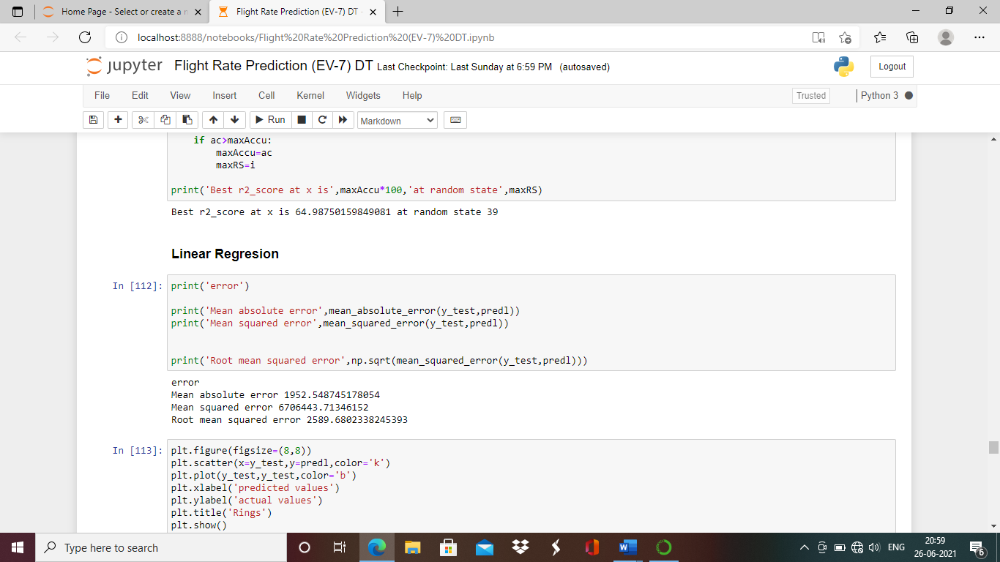 Home Page - Select or create a n
Flight Rate Prediction (EV-7) DT -
localhost:8888/notebooks/Flight%20Rate%20Prediction%20(EV-7)%20DT.ipynb
jupyter Flight Rate Prediction (EV-7) DT Last Checkpoint: Last Sunday at 6:59 PM (autosaved)
Logout
File Edit View Insert Cell Kernel Widgets Help
Trusted
Python 3
Run
Markdown
if ac>maxAccu:
maxAccu=ac
maxRS=i
print('Best r2_score at x is',maxAccu*100,'at random state',maxRS)
Best r2_score at x is 64.98750159849081 at random state 39
Linear Regresion
In [112]: print('error')
print('Mean absolute error',mean_absolute_error(y_test,predl))
print('Mean squared error',mean_squared_error(y_test,predl))
print('Root mean squared error',np.sqrt(mean_squared_error(y_test,predl)))
error
Mean absolute error 1952.548745178054
Mean squared error 6706443.71346152
Root mean squared error 2589.6802338245393
In [113]: plt.figure(figsize=(8,8))
plt.scatter(x=y_test,y=predl,color='k')
plt.plot(y_test,y_test,color='b')
plt.xlabel('predicted values')
plt.ylabel('actual values')
plt.title('Rings')
plt.show()
Type here to search
ENG
20:59
26-06-2021
6